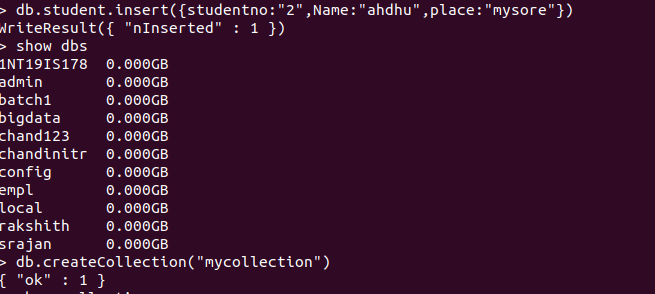 > db.student.insert({studentno:"2",Name:"ahdhu",place:"mysore"})
WriteResult({ "nInserted" : 1 })
> show dbs
1NT19IS178  0.000GB
admin       0.000GB
batch1      0.000GB
bigdata     0.000GB
chand123    0.000GB
chandinitr  0.000GB
config      0.000GB
empl        0.000GB
local       0.000GB
rakshith    0.000GB
srajan      0.000GB
> db.createCollection("mycollection")
{ "ok" : 1 }